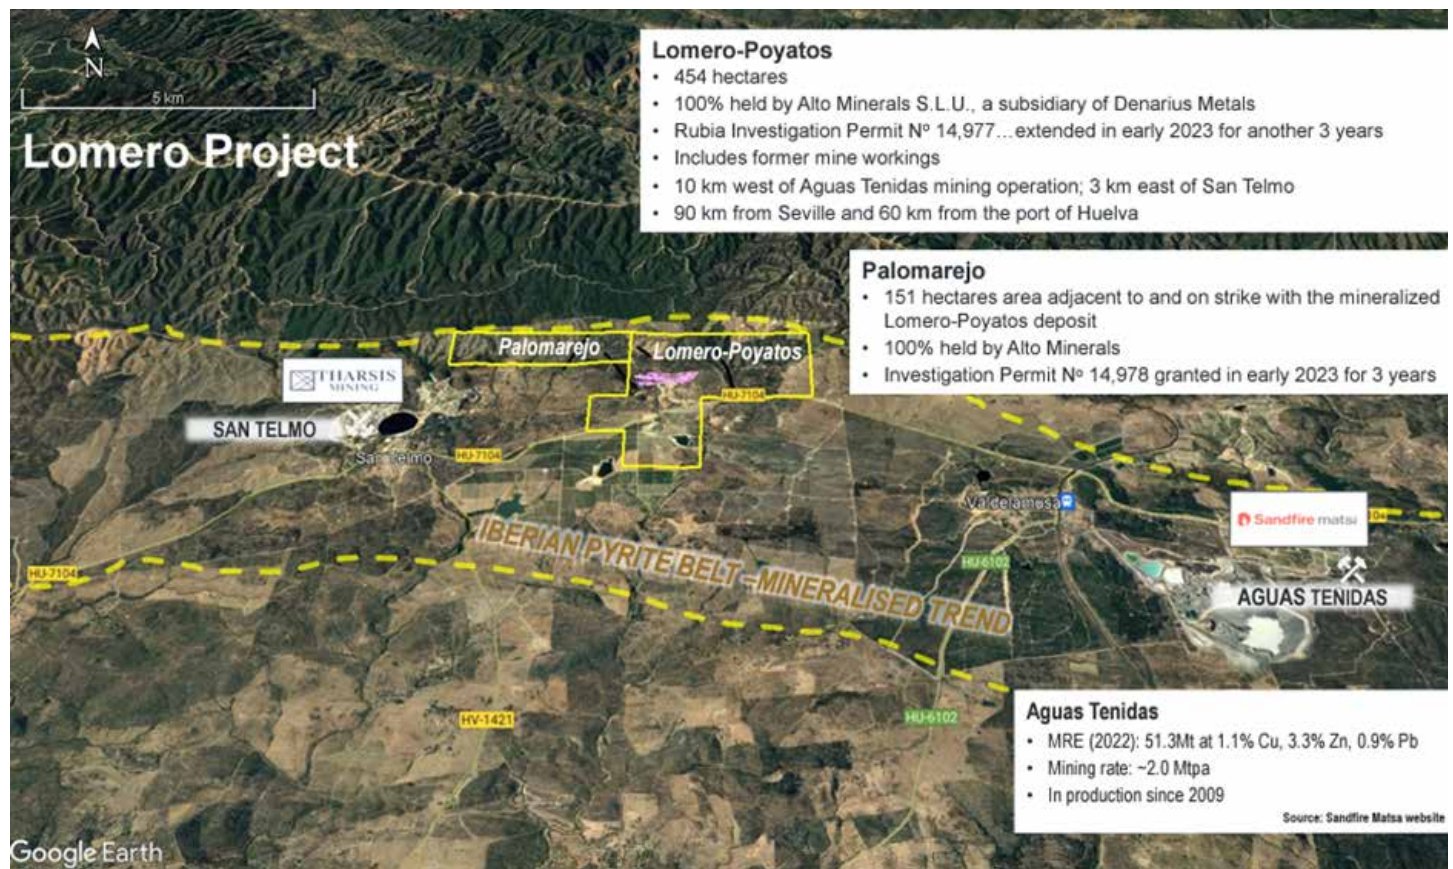 N
5 km
Lomero Project
Lomero-Poyatos
• 454 hectares
• 100% held by Alto Minerals S.L.U., a subsidiary of Denarius Metals
• Rubia Investigation Permit Nº 14,977…extended in early 2023 for another 3 years
• Includes former mine workings
• 10 km west of Aguas Tenidas mining operation; 3 km east of San Telmo
• 90 km from Seville and 60 km from the port of Huelva
Palomarejo
• 151 hectares area adjacent to and on strike with the mineralized
Lomero-Poyatos deposit
• 100% held by Alto Minerals
• Investigation Permit Nº 14,978 granted in early 2023 for 3 years
Palomarejo
Lomero-Poyatos
THARSIS
MINING
HU-7104
SAN TELMO
San Telmo
HU-7104
Valdelamusa
Sandfire matsa
104
IBERIAN PYRITE BELT –MINERALISED TREND
HU-7104
HU-6102
AGUAS TENIDAS
HV-1421
HU-6102
Aguas Tenidas
• MRE (2022): 51.3Mt at 1.1% Cu, 3.3% Zn, 0.9% Pb
• Mining rate: ~2.0 Mtpa
• In production since 2009
Source: Sandfire Matsa website
Google Earth